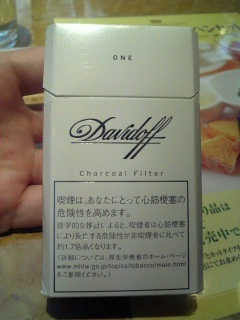 ONE
Davidoff
Charcoal Filter
喫煙は、あなたにとって心筋梗塞の
危険性を高めます。
疫学的な推計によると、喫煙者は心筋梗塞
により死亡する危険性が非喫煙者に比べて
約1.7倍高くなります。
(詳細については、厚生労働省のホーム・ページ
www.mhlw.go.jp/topics/tobacco/main.html
をご参照ください。)